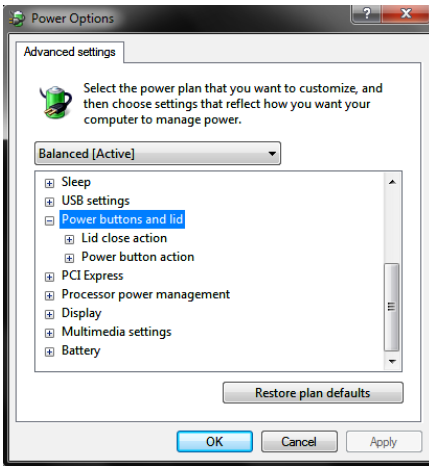 Power Options
Advanced settings
Select the power plan that you want to customize, and
then choose settings that reflect how you want your
computer to manage power.
Balanced [Active]
Sleep
USB settings
Power buttons and lid
Lid close action
Power button action
PCI Express
Processor power management
Display
Multimedia settings
Battery
Restore plan defaults
OK Cancel Apply